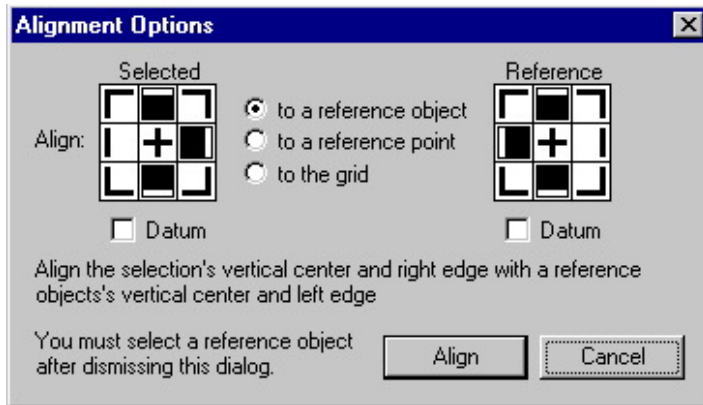 Alignment Options
Selected
Reference
Align:
to a reference object
to a reference point
to the grid
Datum
Datum
Align the selection's vertical center and right edge with a reference
objects's vertical center and left edge
You must select a reference object
after dismissing this dialog.
Align
Cancel